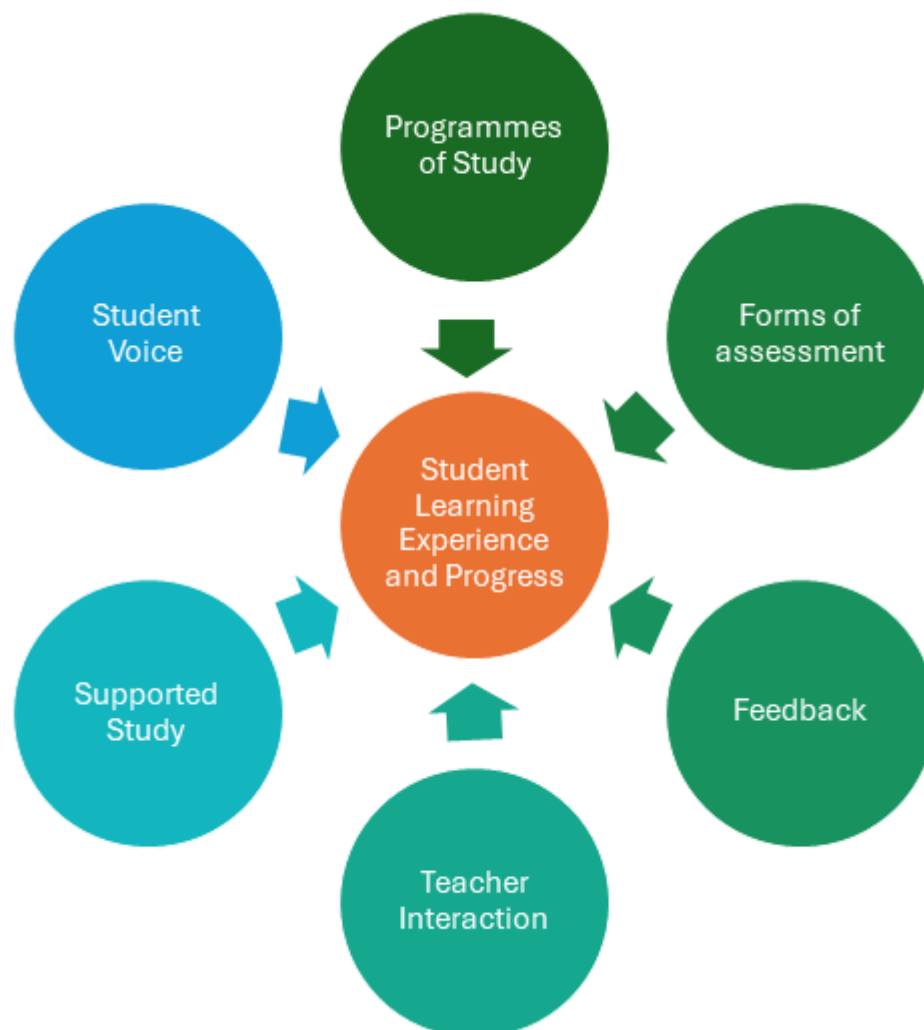 Programmes
of Study
Forms of
assessment
Feedback
Teacher
Interaction
Supported
Study
Student
Voice
Student
Learning
Experience
and Progress